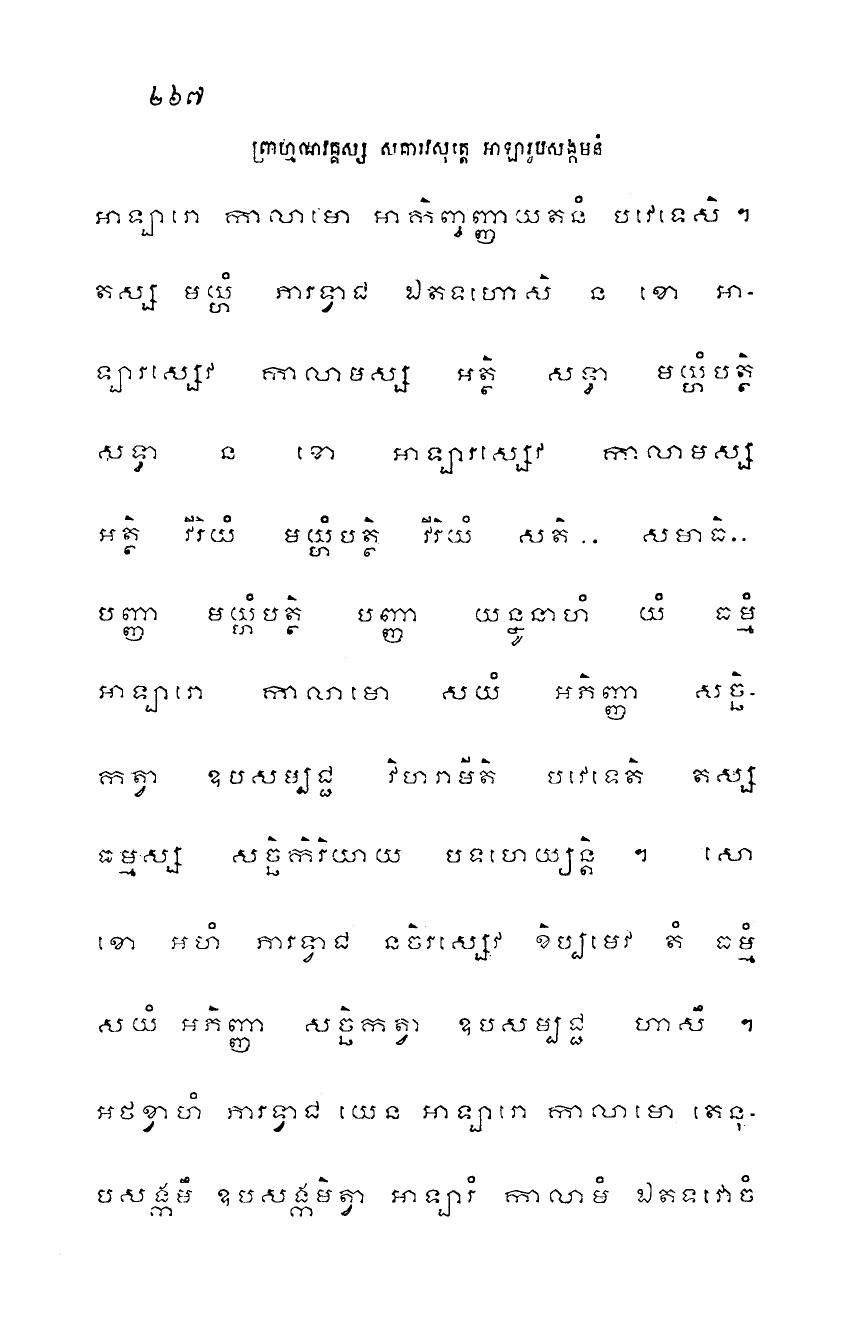 ២៦៧
ព្រាហ្មណវគ្គស្ស សគារវសុត្តេ អាឡារូបសង្កមនំ
អាឡារោ កាលាមោ អាកិញ្ចញ្ញាយតនំ បវេទេសិ ។
តស្ស មយ្ហំ ភារទ្វាជ ឯតទហោសិ ន ខោ អា-
ឡារស្សេវ កាលាមស្ស អត្ថិ សទ្ធា មយ្ហំបត្ថិ
សទ្ធា ន ខោ អាឡារស្សេវ កាលាមស្ស
អត្ថិ វីរិយំ មយ្ហំបត្ថិ វីរិយំ សតិ .. សមាធិ..
បញ្ញា មយ្ហំបត្ថិ បញ្ញា យន្នូនាហំ យំ ធម្មំ
អាឡារោ កាលាមោ សយំ អភិញ្ញា សច្ឆិ-
កត្វា ឧបសម្បជ្ជ វិហរាមីតិ បវេទេតិ តស្ស
ធម្មស្ស សច្ឆិកិរិយាយ បទហេយ្យន្តិ ។ សោ
ខោ អហំ ភារទ្វាជ នចិរស្សេវ ខិប្បមេវ តំ ធម្មំ
សយំ អភិញ្ញា សច្ឆិកត្វា ឧបសម្បជ្ជ ហាសឹ ។
អថខ្វាហំ ភារទ្វាជ យេន អាឡារោ កាលាមោ តេនុ-
បសង្កមឹ ឧបសង្កមិត្វា អាឡារំ កាលាមំ ឯតទវោចំ